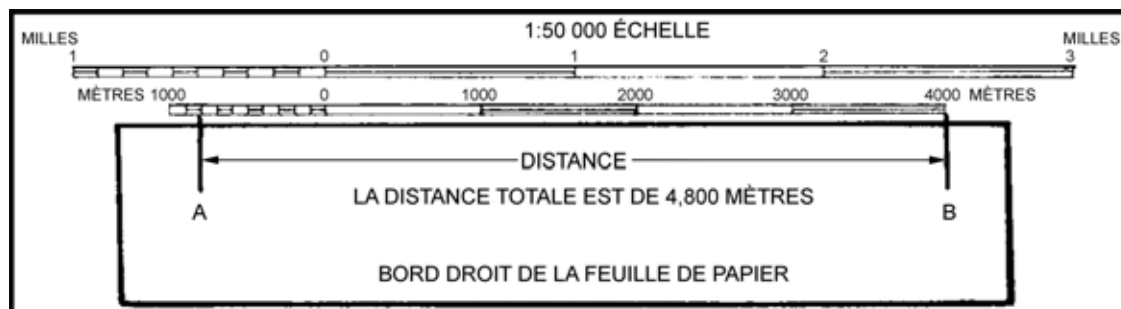 1:50 000 ÉCHELLE
MILLES MILLES
1 0 1 2 3
MÈTRES 1000 0 1000 2000 3000 4000 MÈTRES
DISTANCE
LA DISTANCE TOTALE EST DE 4,800 MÈTRES
A B
BORD DROIT DE LA FEUILLE DE PAPIER